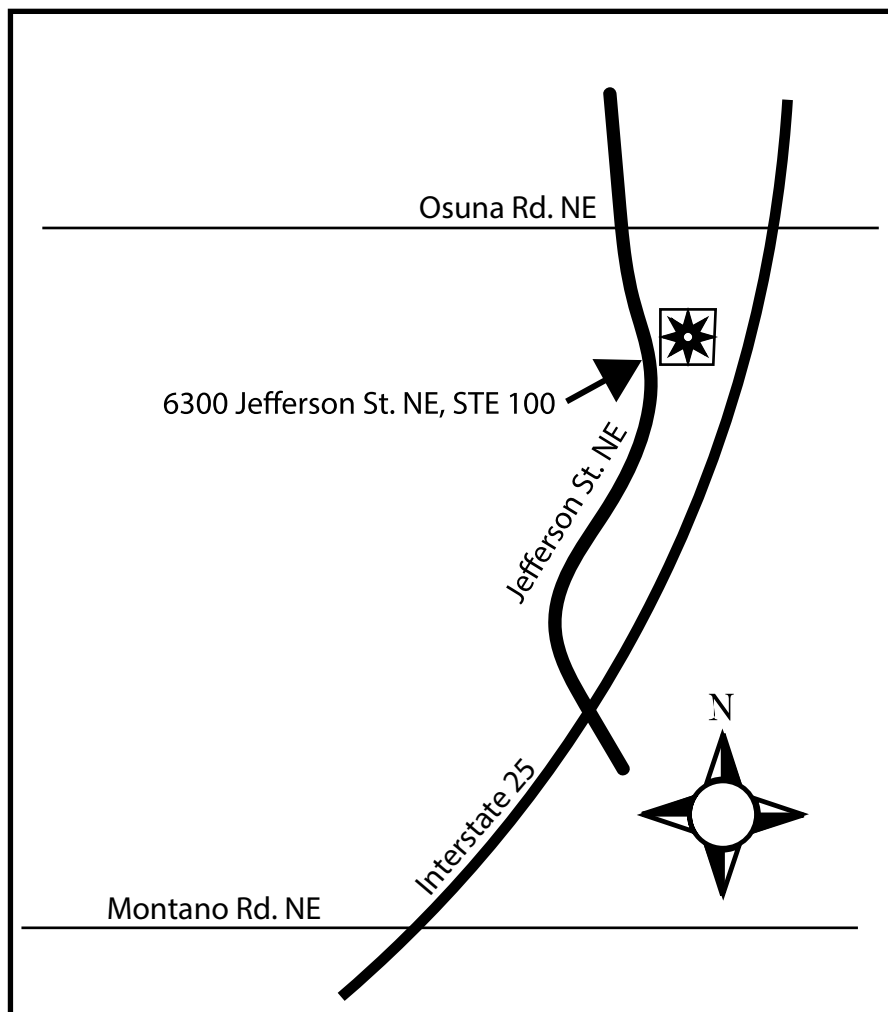 Osuna Rd. NE
6300 Jefferson St. NE, STE 100
Jefferson St. NE
N
Interstate 25
Montano Rd. NE